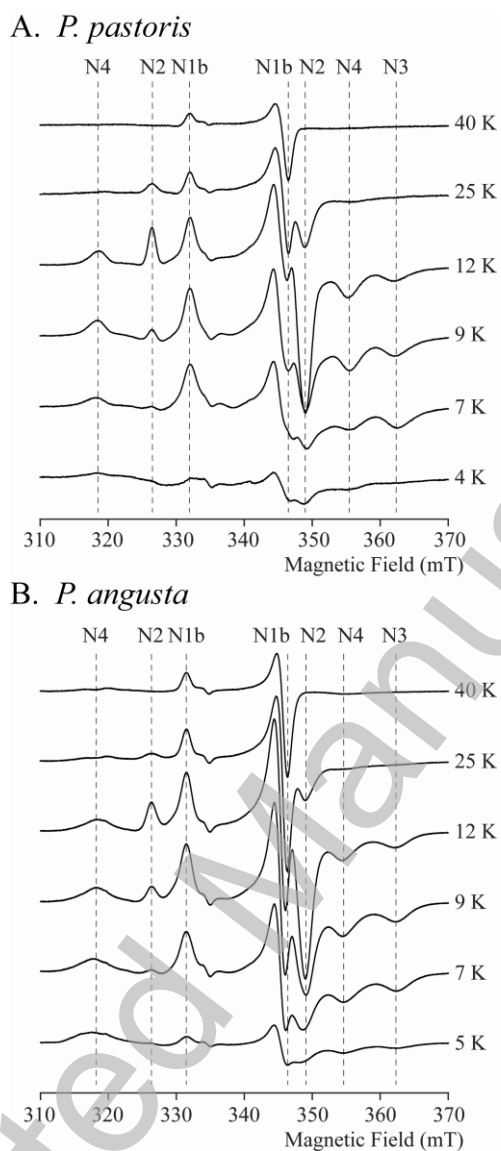 A. P. pastoris
N4 N2 N1b N1b N2 N4 N3
40 K
25 K
12 K
9 K
7 K
4 K
310 320 330 340 350 360 370
Magnetic Field (mT)
B. P. angusta
N4 N2 N1b N1b N2 N4 N3
40 K
25 K
12 K
9 K
7 K
5 K
310 320 330 340 350 360 370
Magnetic Field (mT)
ted Manus